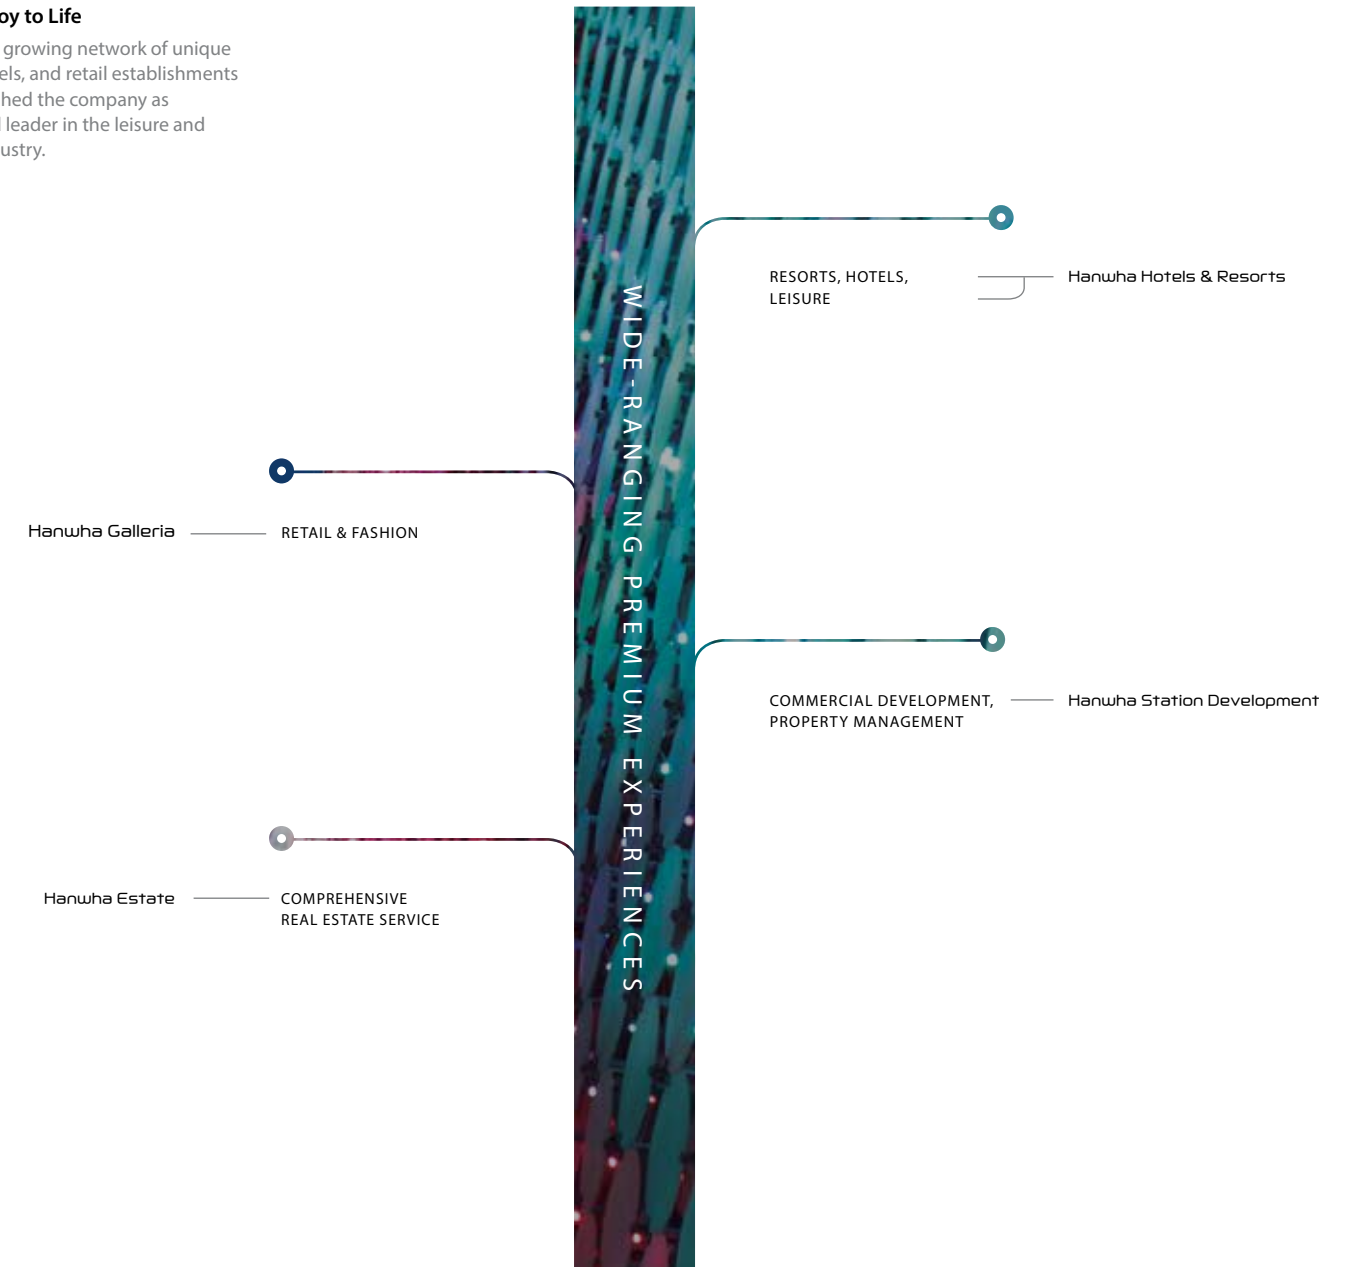 oy to Life
growing network of unique
els, and retail establishments
hed the company as
leader in the leisure and
ustry.
WIDE-RANGING PREMIUM EXPERIENCES
RESORTS, HOTELS,
LEISURE
Hanwha Hotels & Resorts
Hanwha Galleria
RETAIL & FASHION
COMMERCIAL DEVELOPMENT,
PROPERTY MANAGEMENT
Hanwha Station Development
Hanwha Estate
COMPREHENSIVE
REAL ESTATE SERVICE